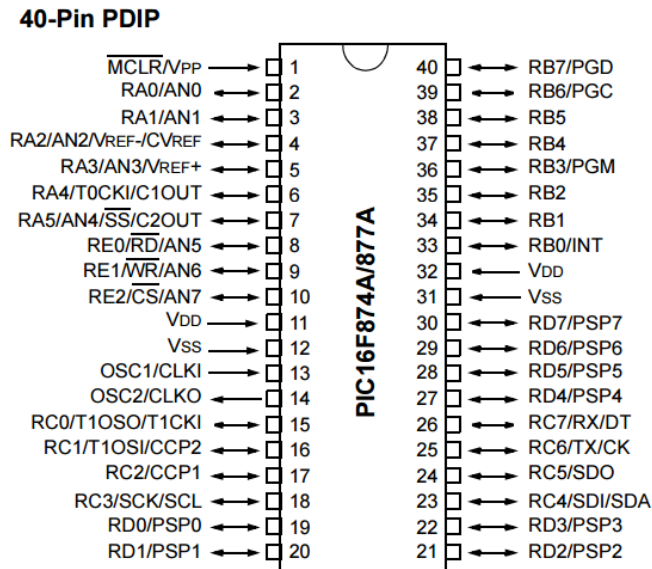 40-Pin PDIP
MCLR/VPP 1 40 RB7/PGD
RA0/AN0 2 39 RB6/PGC
RA1/AN1 3 38 RB5
RA2/AN2/VREF-/CVREF 4 37 RB4
RA3/AN3/VREF+ 5 36 RB3/PGM
RA4/T0CKI/C1OUT 6 35 RB2
RA5/AN4/SS/C2OUT 7 34 RB1
RE0/RD/AN5 8 33 RB0/INT
RE1/WR/AN6 9 32 VDD
RE2/CS/AN7 10 31 VSS
VDD 11 30 RD7/PSP7
VSS 12 29 RD6/PSP6
OSC1/CLKI 13 28 RD5/PSP5
OSC2/CLKO 14 27 RD4/PSP4
RC0/T1OSO/T1CKI 15 26 RC7/RX/DT
RC1/T1OSI/CCP2 16 25 RC6/TX/CK
RC2/CCP1 17 24 RC5/SDO
RC3/SCK/SCL 18 23 RC4/SDI/SDA
RD0/PSP0 19 22 RD3/PSP3
RD1/PSP1 20 21 RD2/PSP2
PIC16F874A/877A